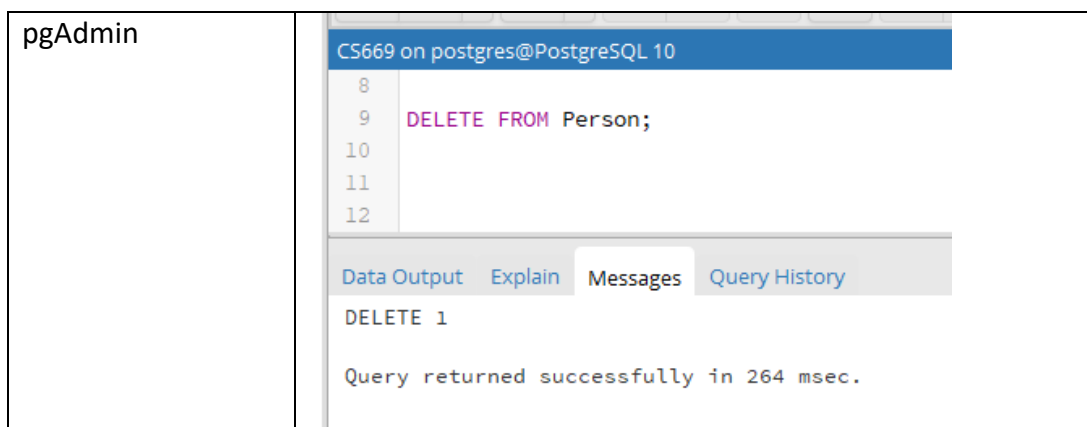 pgAdmin
CS669 on postgres@PostgreSQL 10
8
9 DELETE FROM Person;
10
11
12
Data Output Explain Messages Query History
DELETE 1
Query returned successfully in 264 msec.